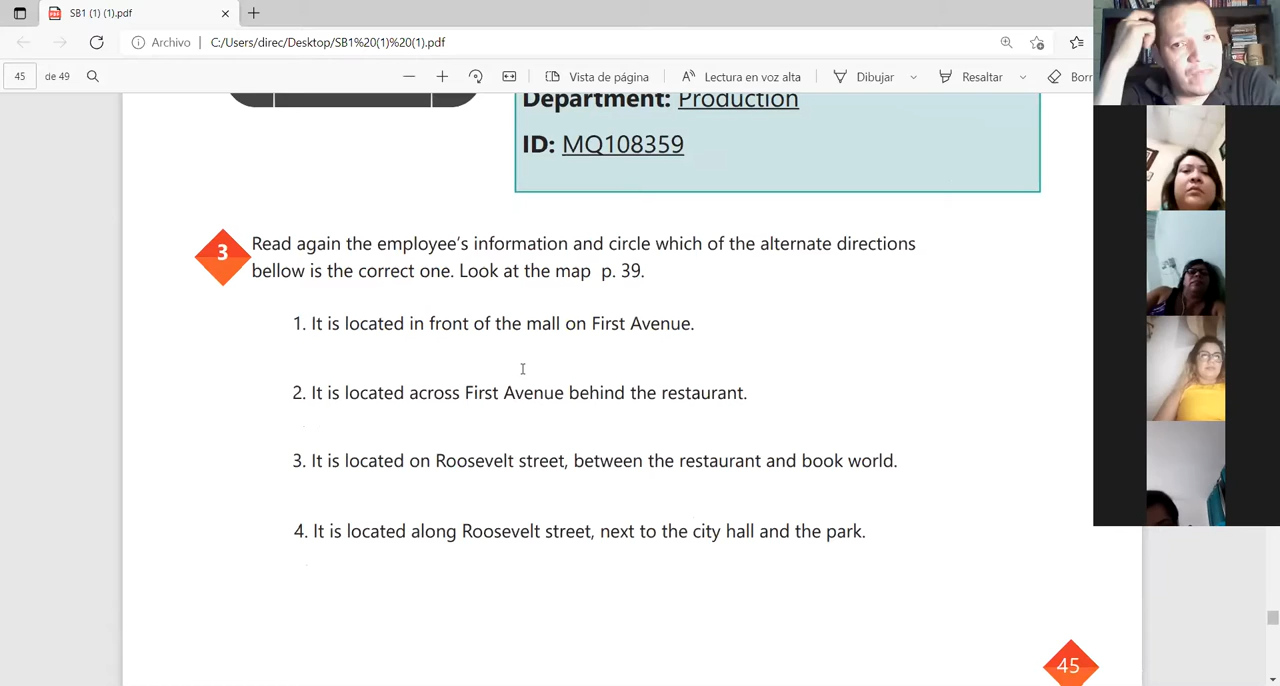 SB1 (1) (1).pdf
Archivo | C:/Users/direc/Desktop/SB1%20(1)%20(1).pdf
45 de 49 Vista de página Lectura en voz alta Dibujar Resaltar Borr
Department: Production
ID: MQ108359
3 Read again the employee's information and circle which of the alternate directions
bellow is the correct one. Look at the map p. 39.
1. It is located in front of the mall on First Avenue.
2. It is located across First Avenue behind the restaurant.
3. It is located on Roosevelt street, between the restaurant and book world.
4. It is located along Roosevelt street, next to the city hall and the park.
45